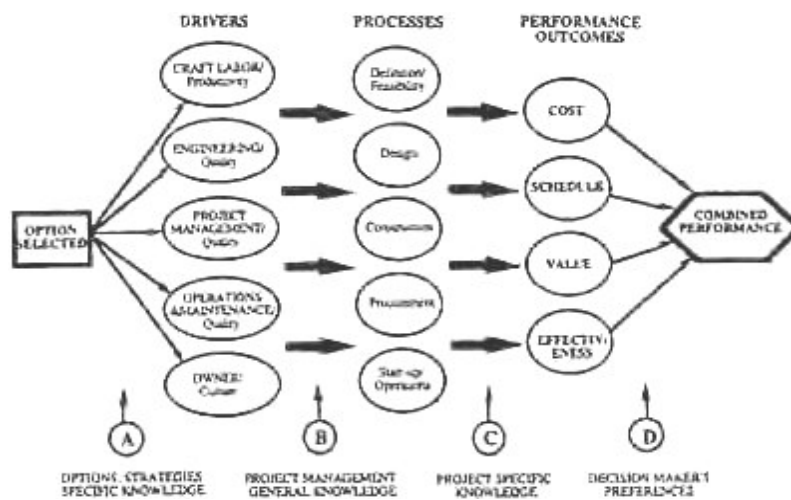 DRIVERS
PROCESSES
PERFORMANCE
OUTCOMES
CRAFT LABOR/
Productivity
ENGINEERING/
Quality
PROJECT
MANAGEMENT/
Quality
OPERATIONS
&MAINTENANCE/
Quality
OWNER/
Culture
OPTION
SELECTED
Definition/
Feasibility
Design
Construction
Procurement
Start-up/
Operations
COST
SCHEDULE
VALUE
EFFECTIV/
ENESS
COMBINED
PERFORMANCE
A
B
C
D
OPTIONS, STRATEGIES
SPECIFIC KNOWLEDGE
PROJECT MANAGEMENT
GENERAL KNOWLEDGE
PROJECT SPECIFIC
KNOWLEDGE
DECISION MAKER'S
PREFERENCES